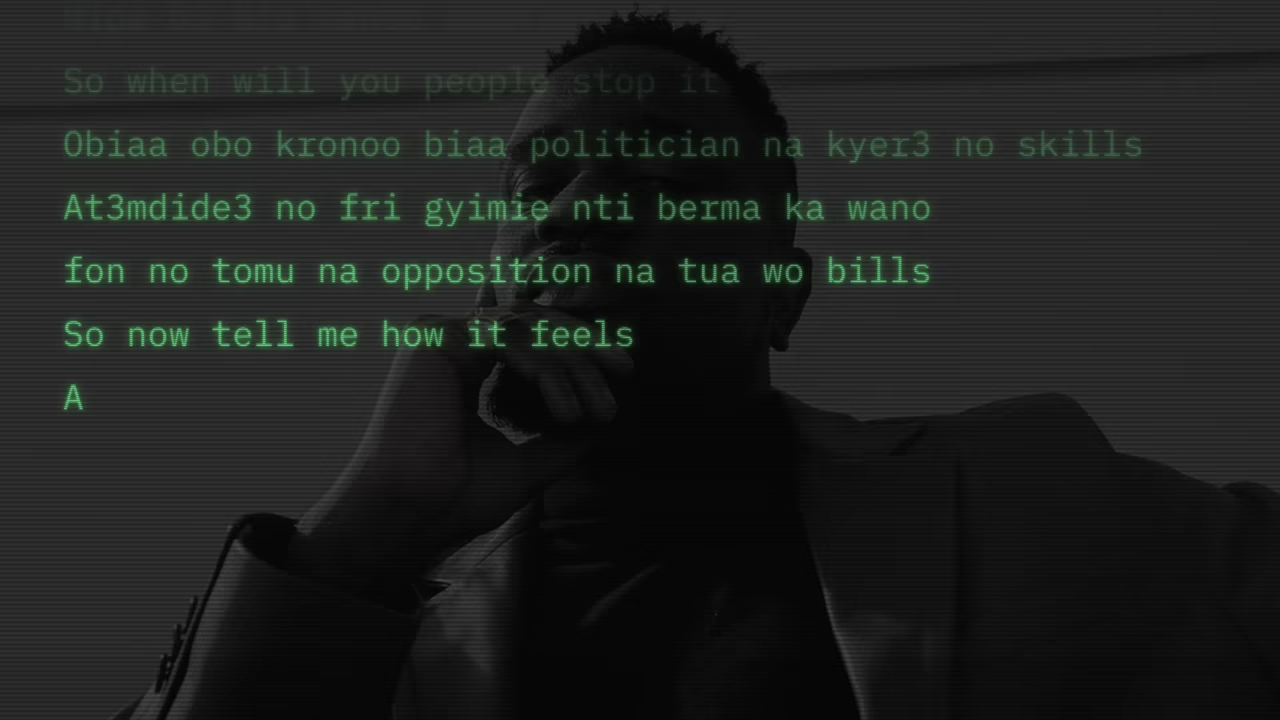 So when will you people stop it
Obiaa obo kronoo biaa politician na kyer3 no skills
At3mdide3 no fri gyimie nti berma ka wano
fon no tomu na opposition na tua wo bills
So now tell me how it feels
A